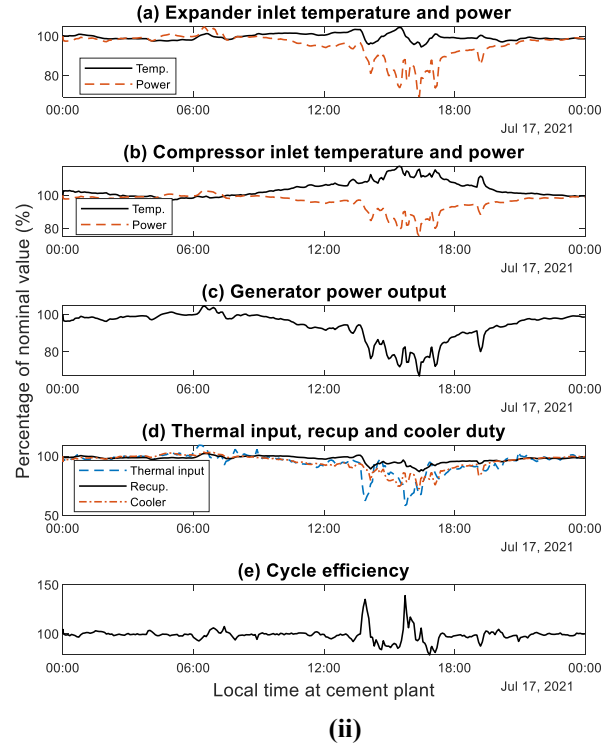 (a) Expander inlet temperature and power
100
80
Temp.
Power
00:00 06:00 12:00 18:00 00:00
Jul 17, 2021
(b) Compressor inlet temperature and power
100
80
Temp.
Power
00:00 06:00 12:00 18:00 00:00
Jul 17, 2021
Percentage of nominal value (%)
(c) Generator power output
100
80
00:00 06:00 12:00 18:00 00:00
Jul 17, 2021
(d) Thermal input, recup and cooler duty
100
50
Thermal input
Recup.
Cooler
00:00 06:00 12:00 18:00 00:00
Jul 17, 2021
(e) Cycle efficiency
150
100
00:00 06:00 12:00 18:00 00:00
Local time at cement plant
Jul 17, 2021
(ii)